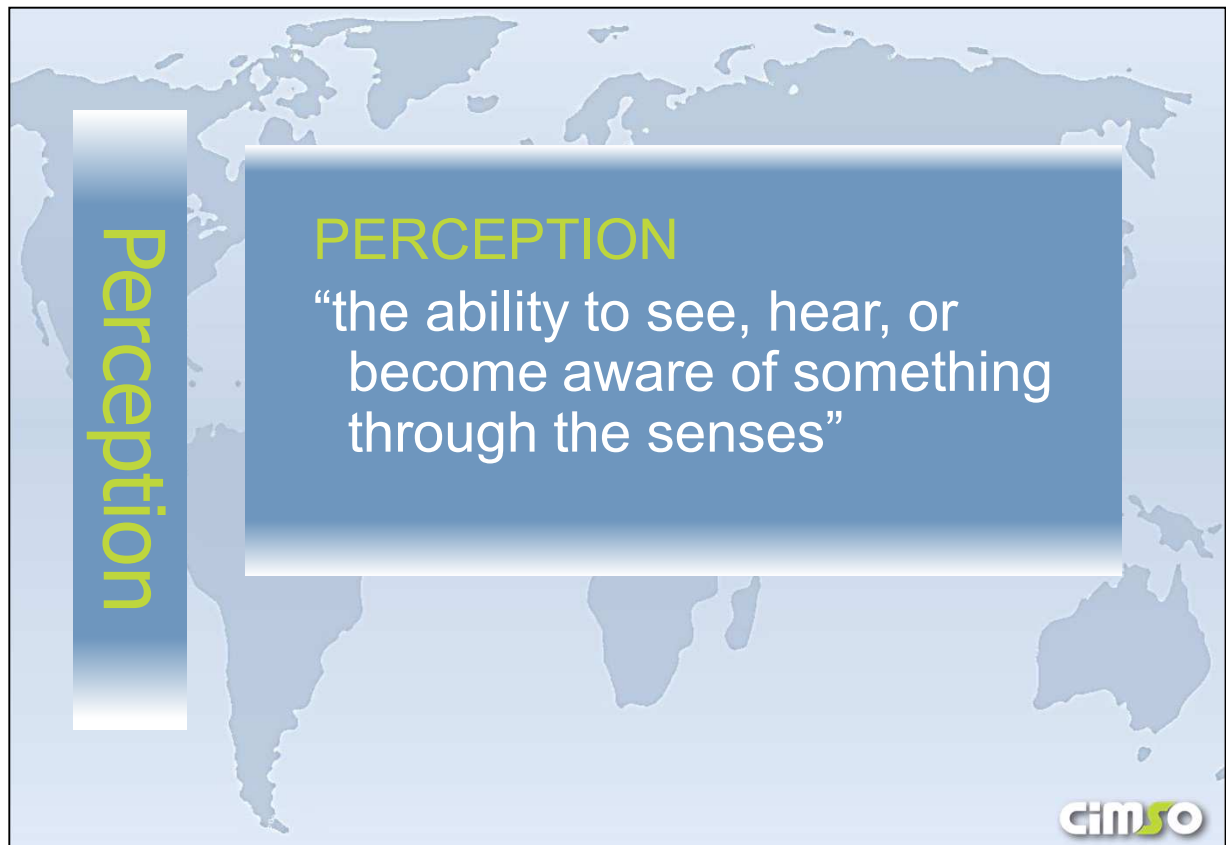 Perception
PERCEPTION
“the ability to see, hear, or
become aware of something
through the senses”
cimso